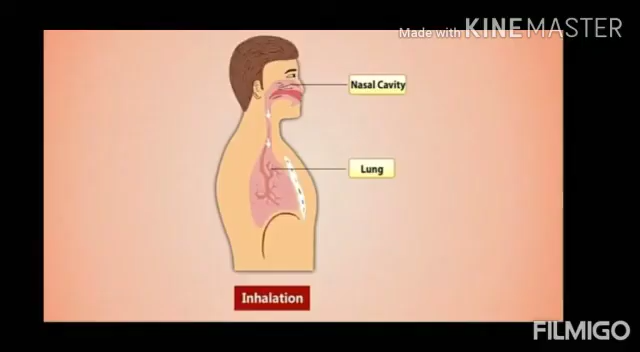 Made with KINEMASTER
Nasal Cavity
Lung
Inhalation
FILMIGO